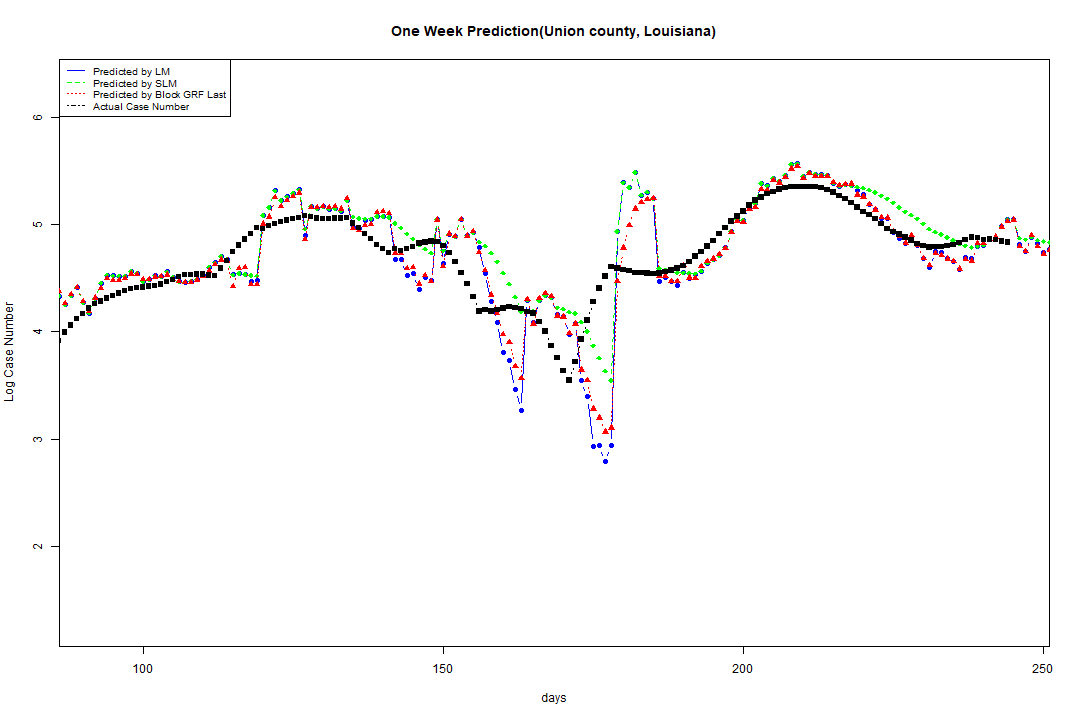 One Week Prediction(Union county, Louisiana)
Predicted by LM
Predicted by SLM
Predicted by Block GRF Last
Actual Case Number
6
5
4
3
2
Log Case Number
100 150 200 250
days